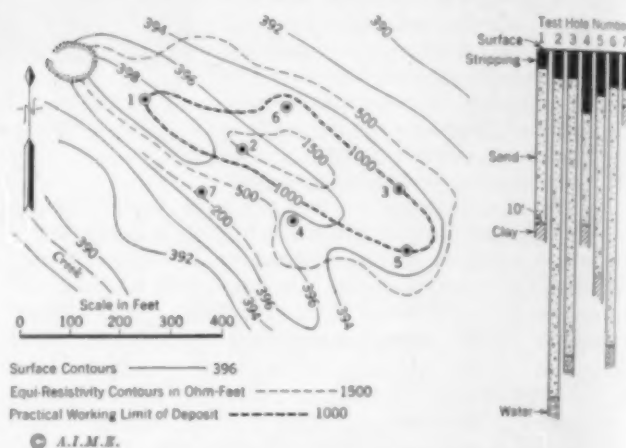 392
390
394
396
398
500
1
6
2
1500
1000
3
7
500
1000
200
4
5
390
392
396
394
396
394
Creek
Scale in Feet
0 100 200 300 400
Surface Contours 396
Equi-Resistivity Contours in Ohm-Feet 1500
Practical Working Limit of Deposit 1000
© A.I.M.E.
Test Hole Number
Surface 1 2 3 4 5 6 7
Stripping
Sand
10'
Clay
Water